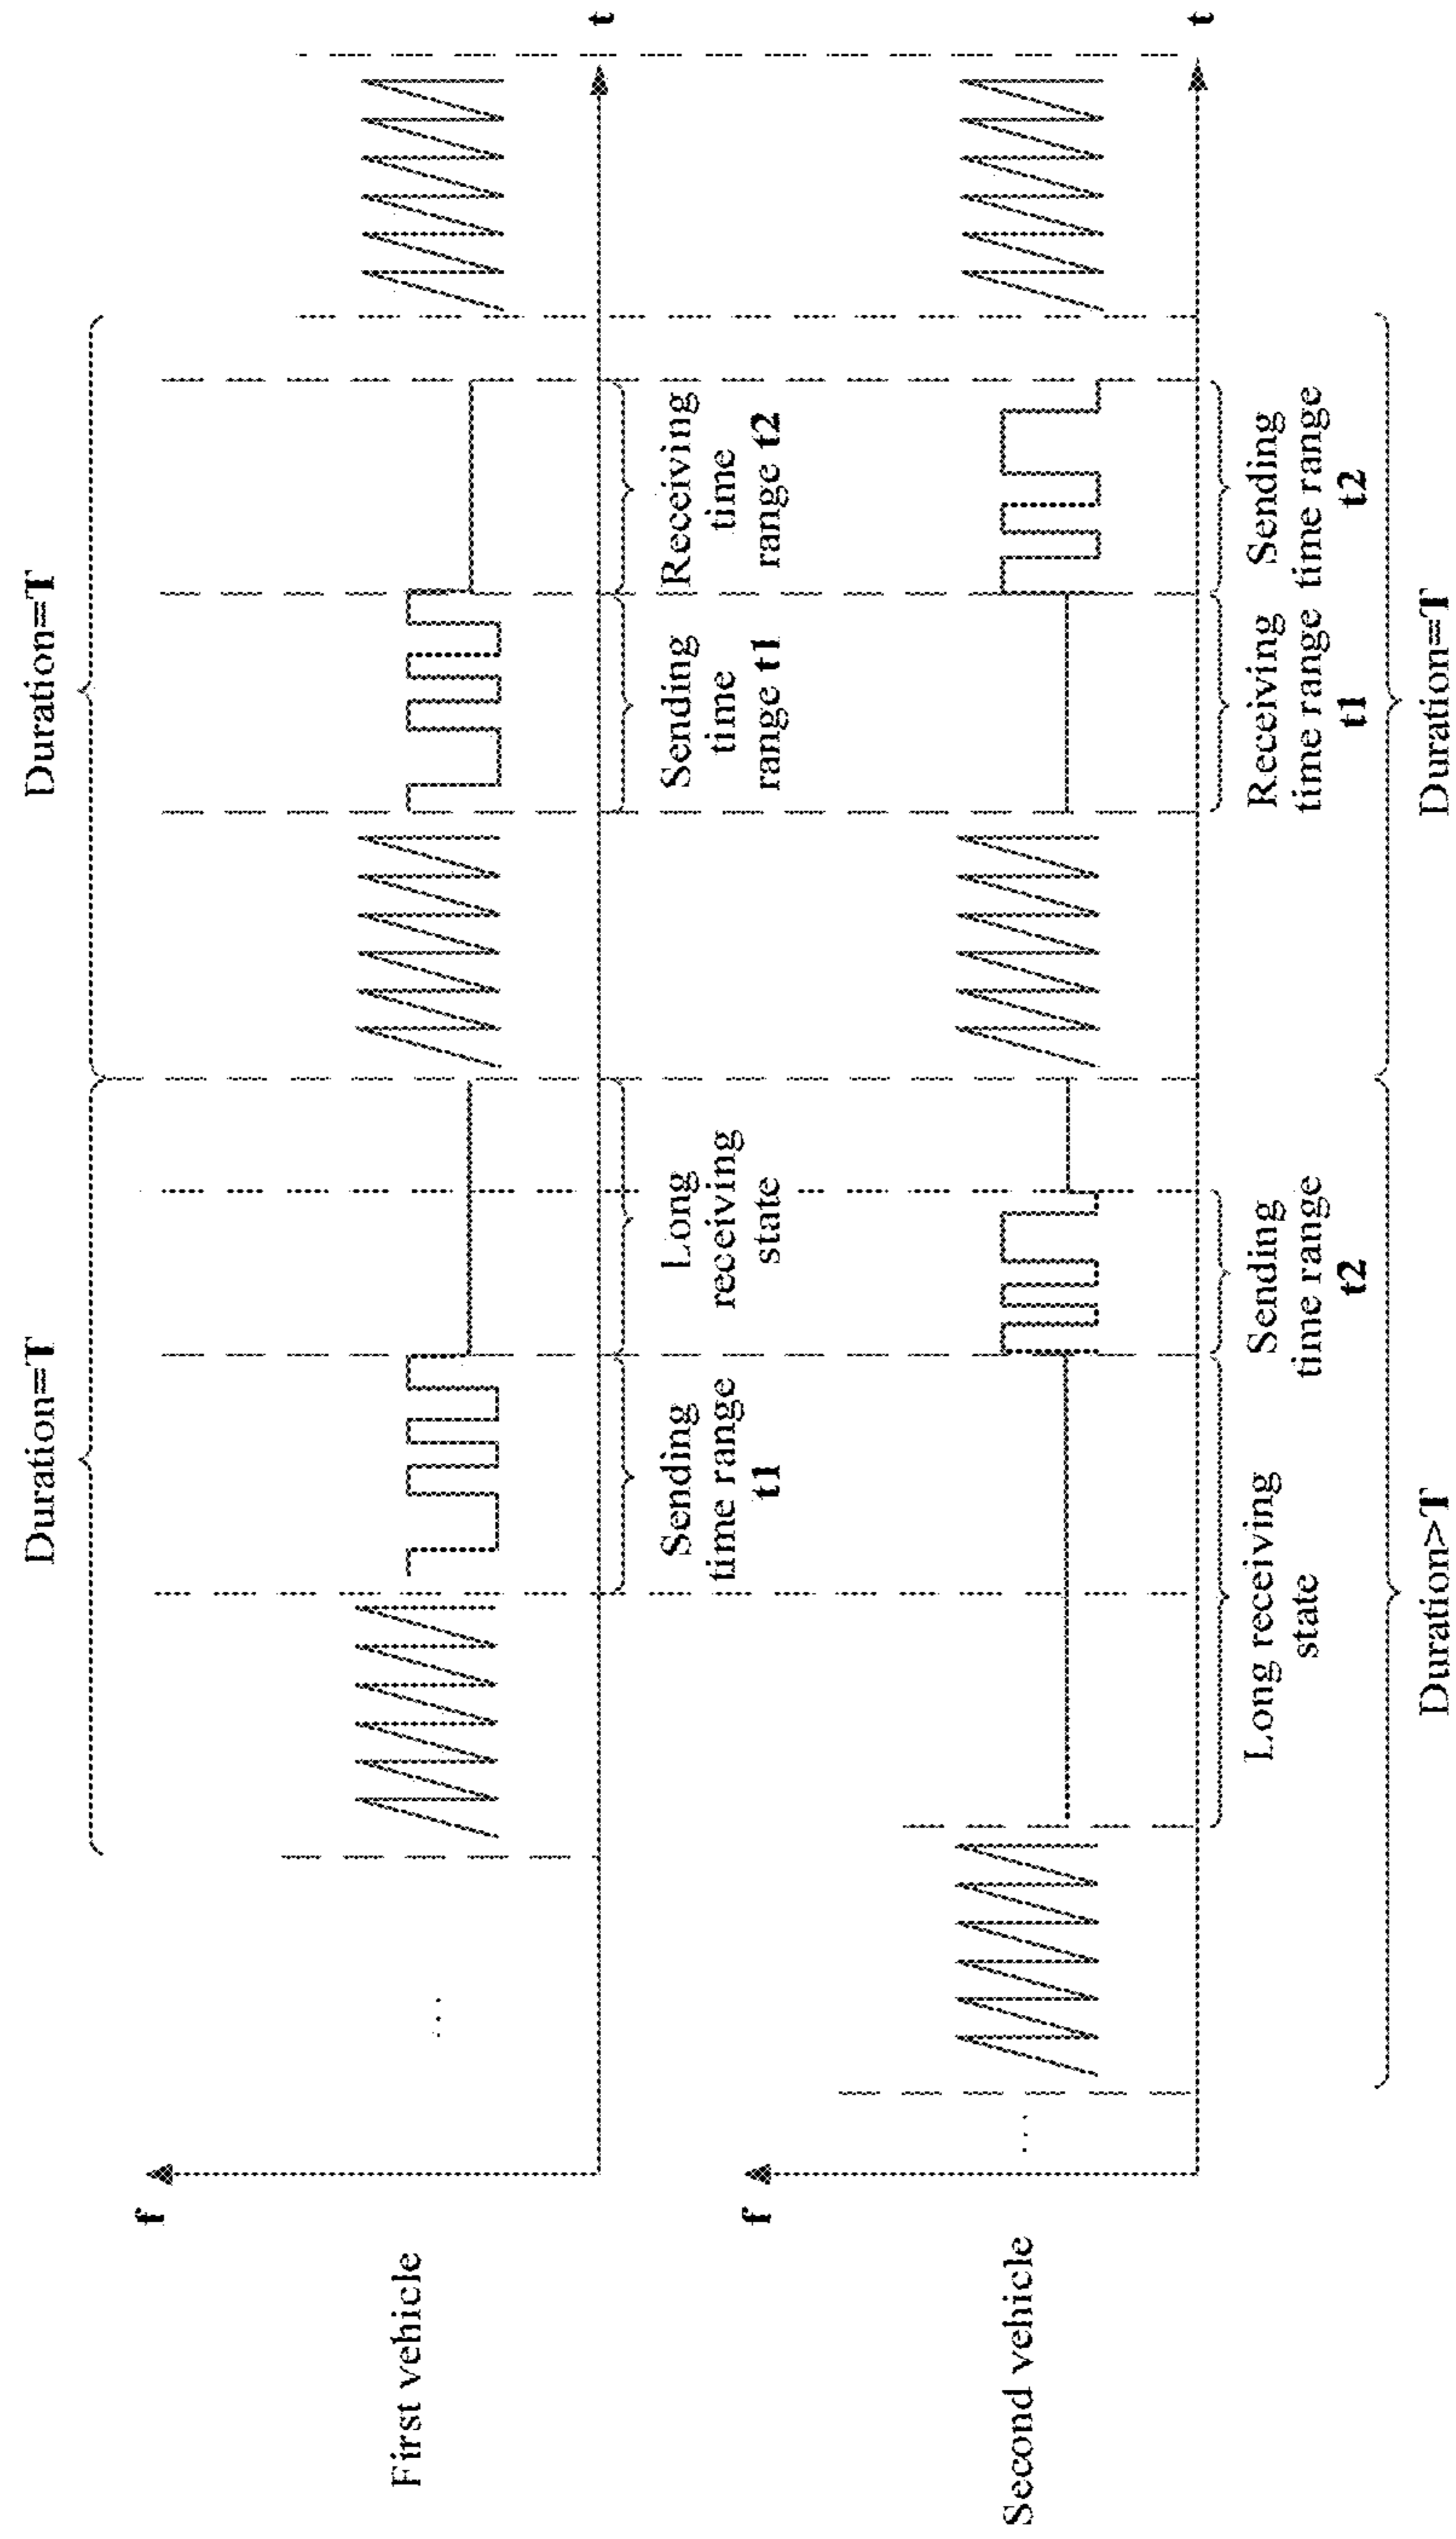 Duration=T
Duration=T
f
First vehicle
...
t
Sending
time range
t1
Long
receiving
state
Sending
time
range t1
Receiving
time
range t2
f
Second vehicle
...
t
Long receiving
state
Sending
time range
t2
Receiving
time range
t1
Sending
time range
t2
Duration>T
Duration=T